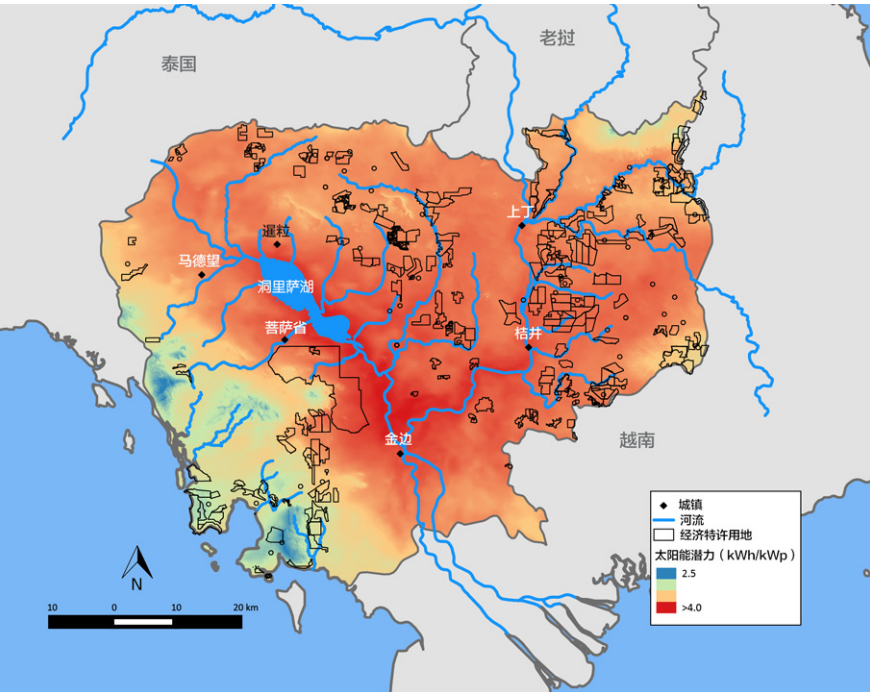 老挝
泰国
上丁
暹粒
马德望
洞里萨湖
菩萨省
桔井
金边
越南
城镇
河流
经济特许用地
太阳能潜力（kWh/kWp）
2.5
>4.0
N
10 0 10 20 km